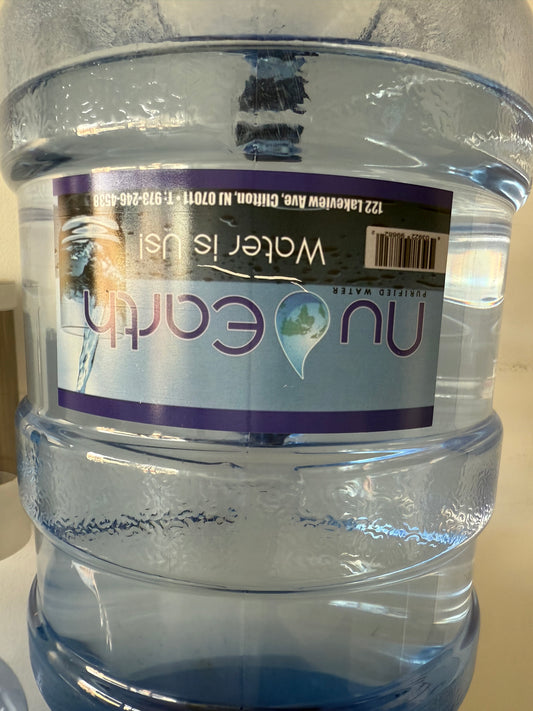 nu Earth
PURIFIED WATER
Water is Us!
122 Lakeview Ave, Clifton, NJ 07011 • T: 973-246-4538